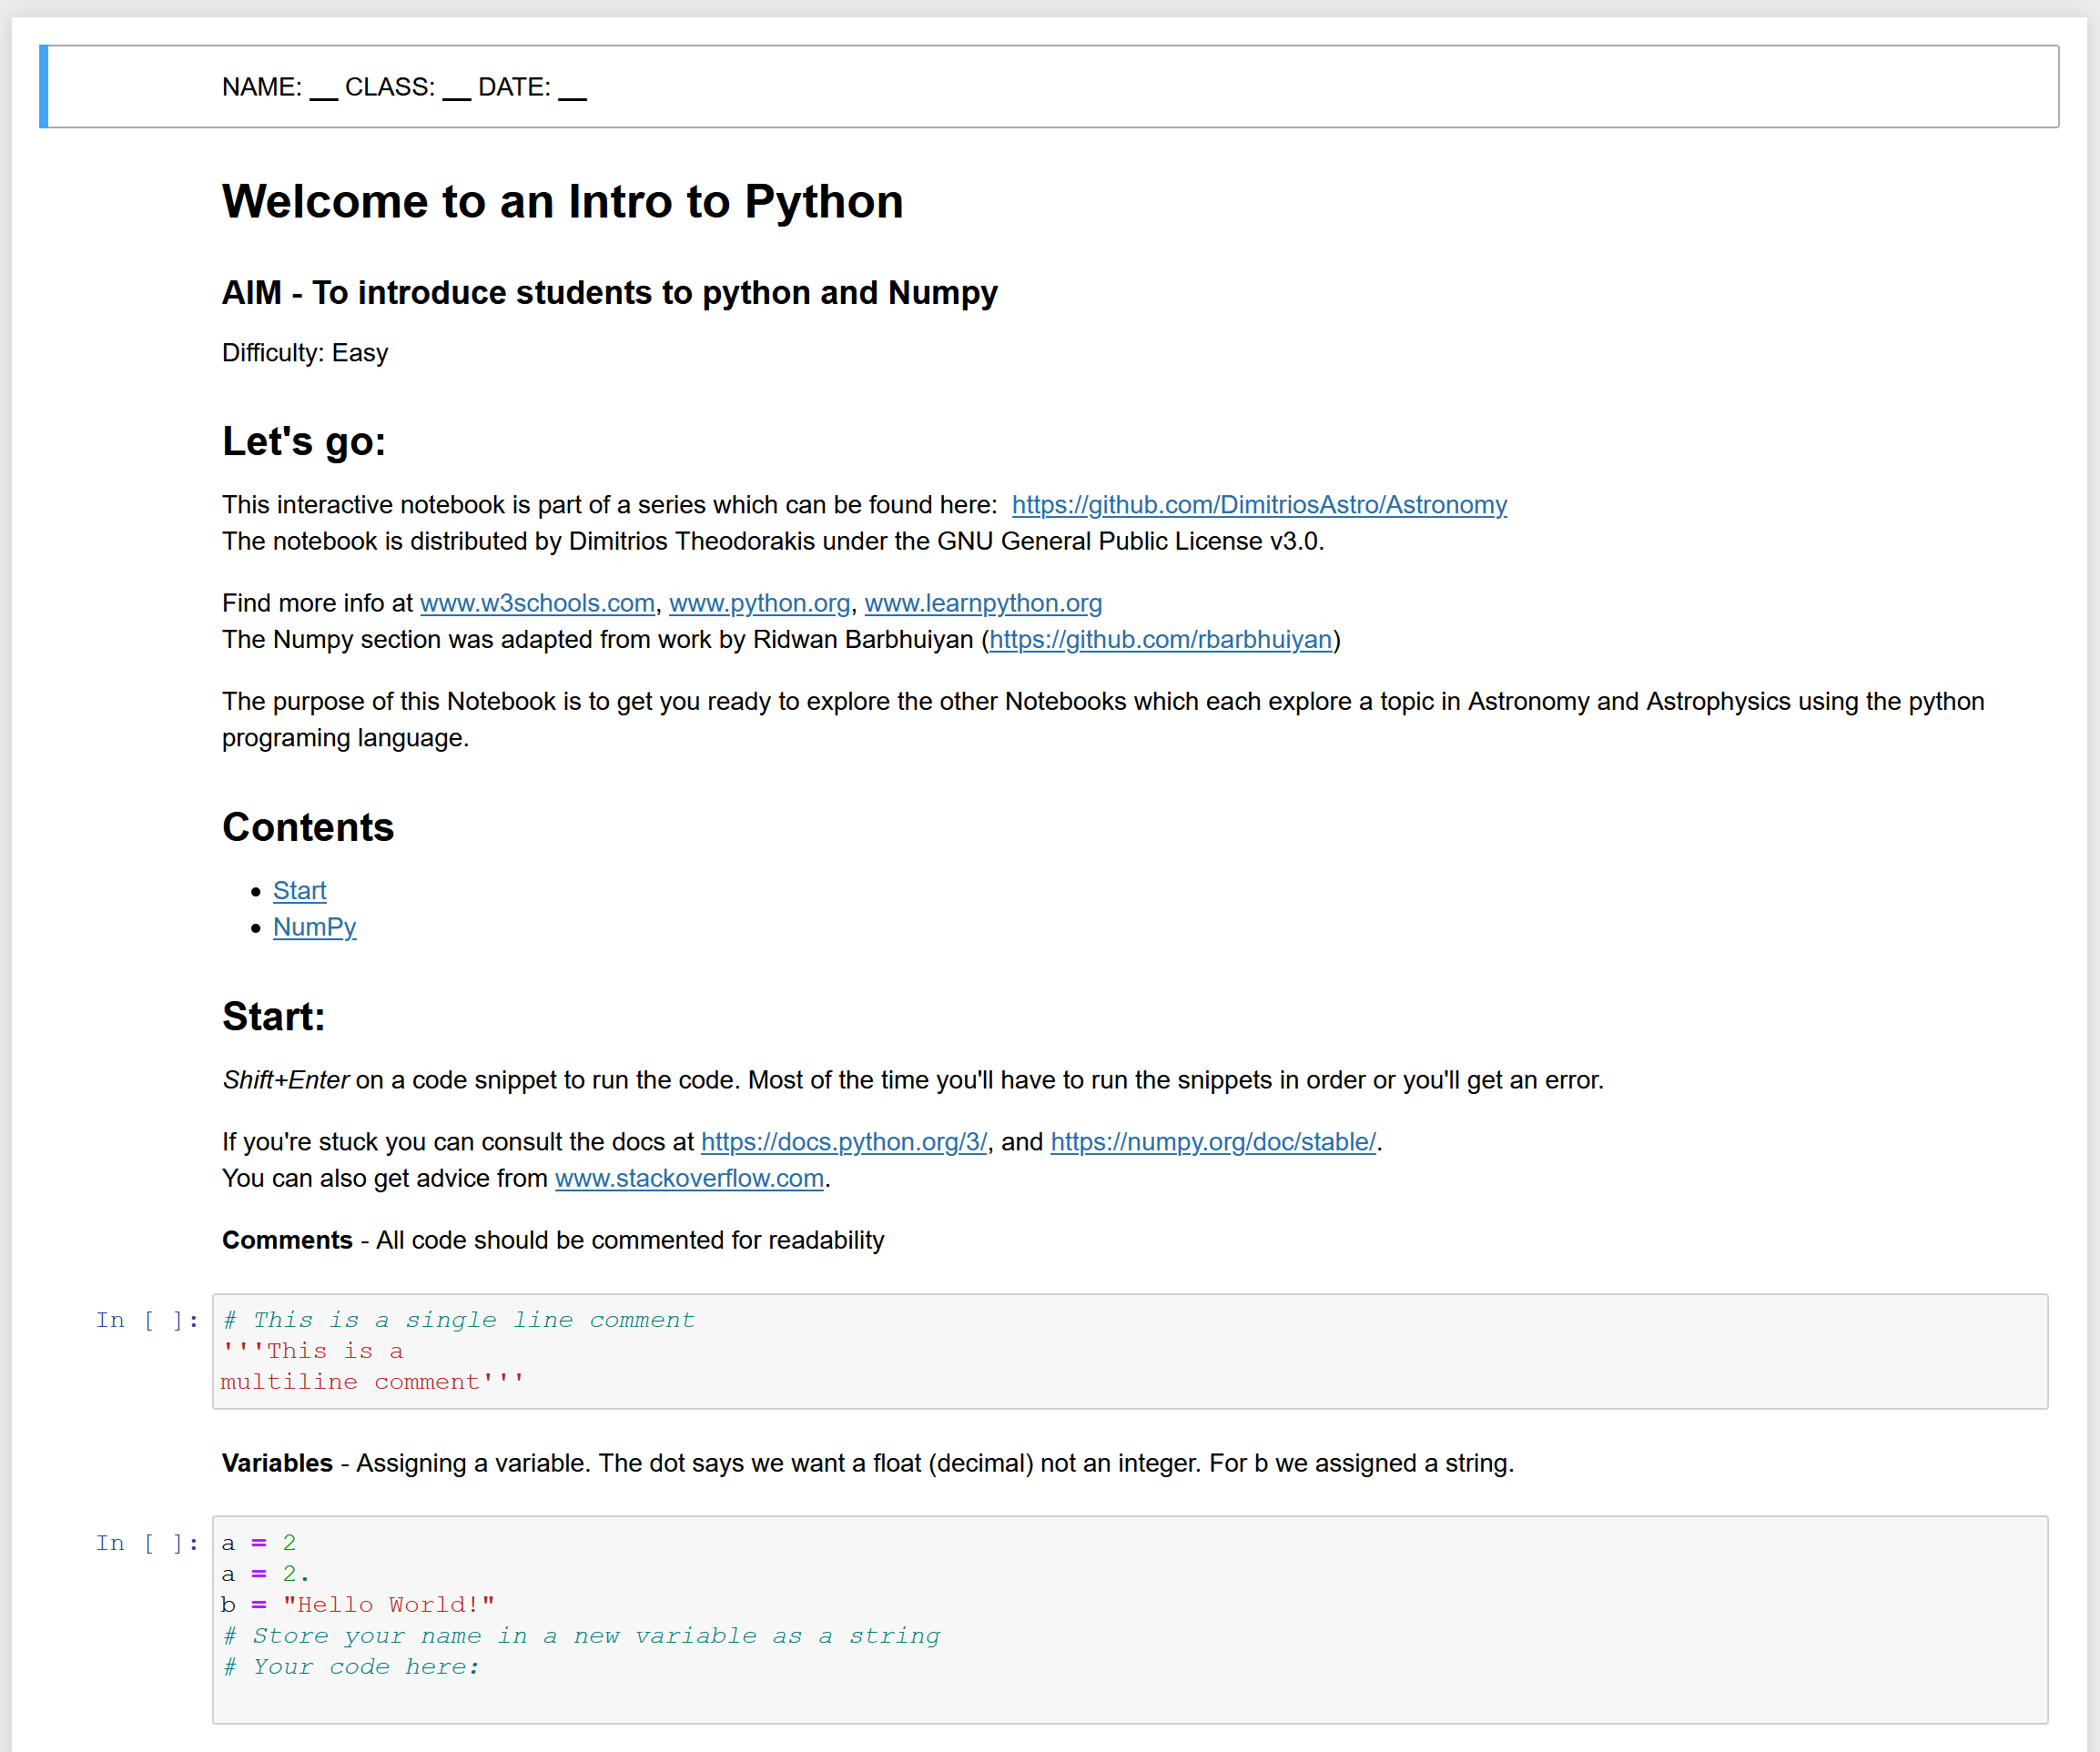 NAME: __ CLASS: __ DATE: __
Welcome to an Intro to Python
AIM - To introduce students to python and Numpy
Difficulty: Easy
Let's go:
This interactive notebook is part of a series which can be found here: https://github.com/DimitriosAstro/Astronomy
The notebook is distributed by Dimitrios Theodorakis under the GNU General Public License v3.0.
Find more info at www.w3schools.com, www.python.org, www.learnpython.org
The Numpy section was adapted from work by Ridwan Barbhuiyan (https://github.com/rbarbhuiyan)
The purpose of this Notebook is to get you ready to explore the other Notebooks which each explore a topic in Astronomy and Astrophysics using the python
programing language.
Contents
• Start
• NumPy
Start:
Shift+Enter on a code snippet to run the code. Most of the time you'll have to run the snippets in order or you'll get an error.
If you're stuck you can consult the docs at https://docs.python.org/3/, and https://numpy.org/doc/stable/.
You can also get advice from www.stackoverflow.com.
Comments - All code should be commented for readability
In [ ]: # This is a single line comment
'''This is a
multiline comment'''
Variables - Assigning a variable. The dot says we want a float (decimal) not an integer. For b we assigned a string.
In [ ]: a = 2
a = 2.
b = "Hello World!"
# Store your name in a new variable as a string
# Your code here: